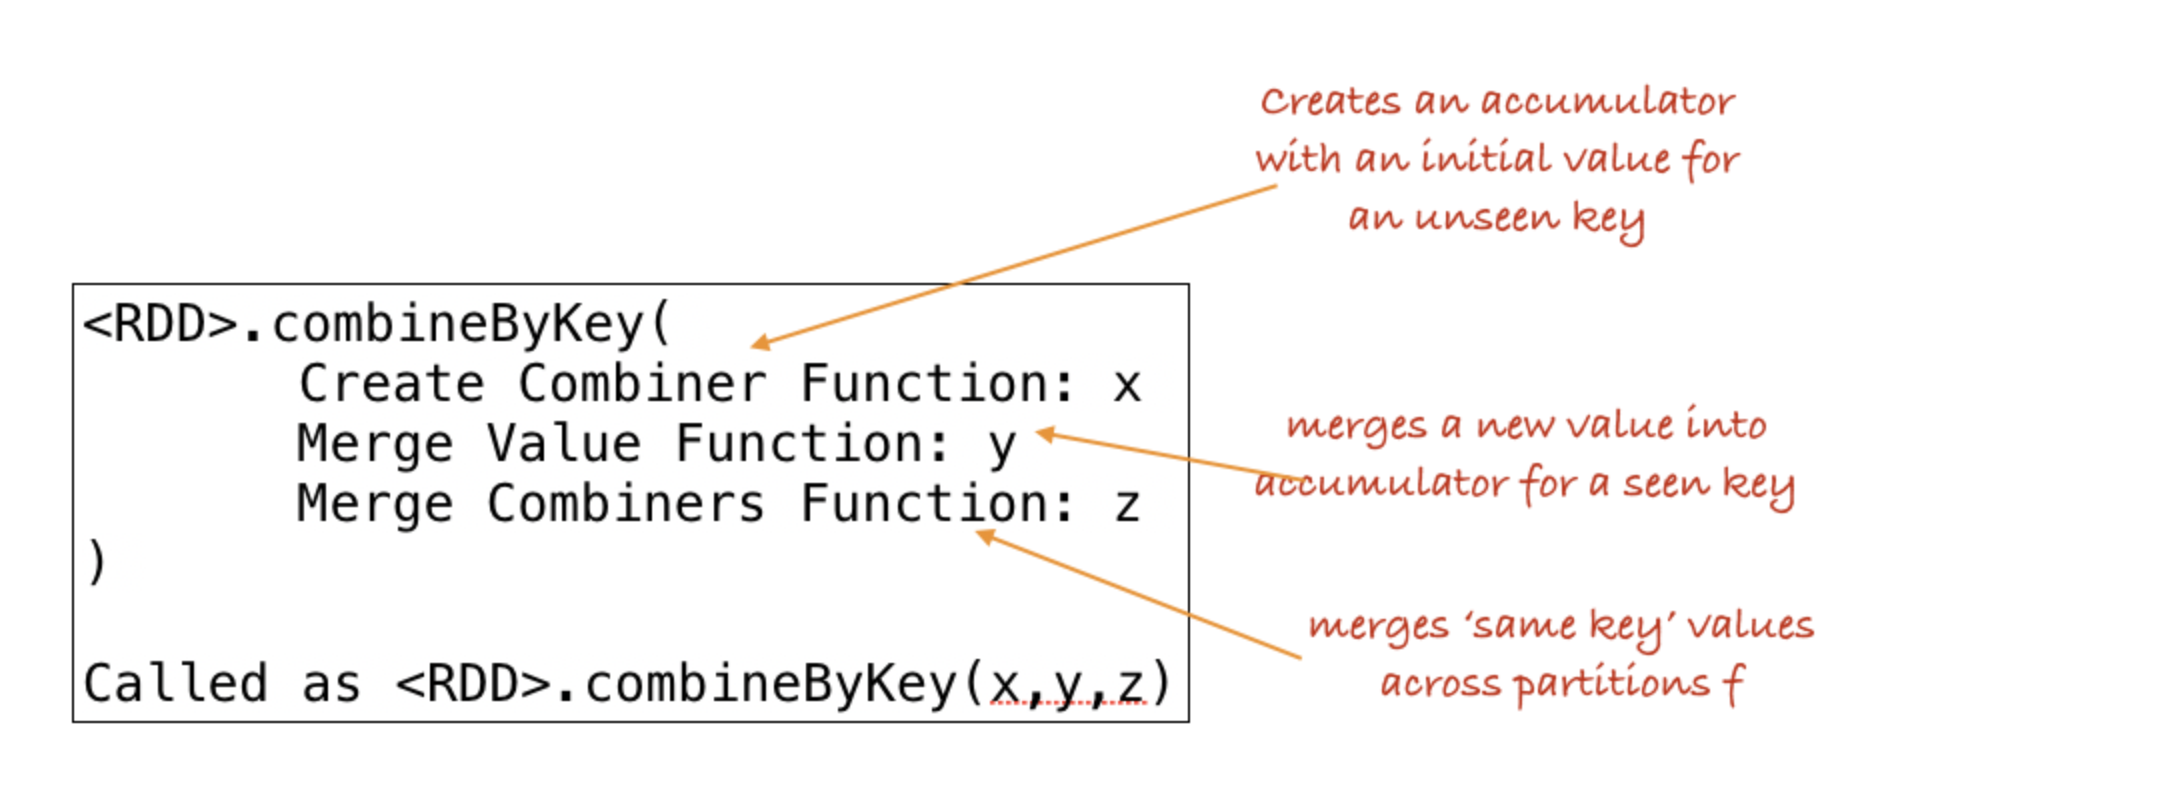 Creates an accumulator
with an initial value for
an unseen key
<RDD>.combineByKey(
Create Combiner Function: x
Merge Value Function: y
Merge Combiners Function: z
)
Called as <RDD>.combineByKey(x,y,z)
merges a new value into
accumulator for a seen key
merges ‘same key’ values
across partitions f